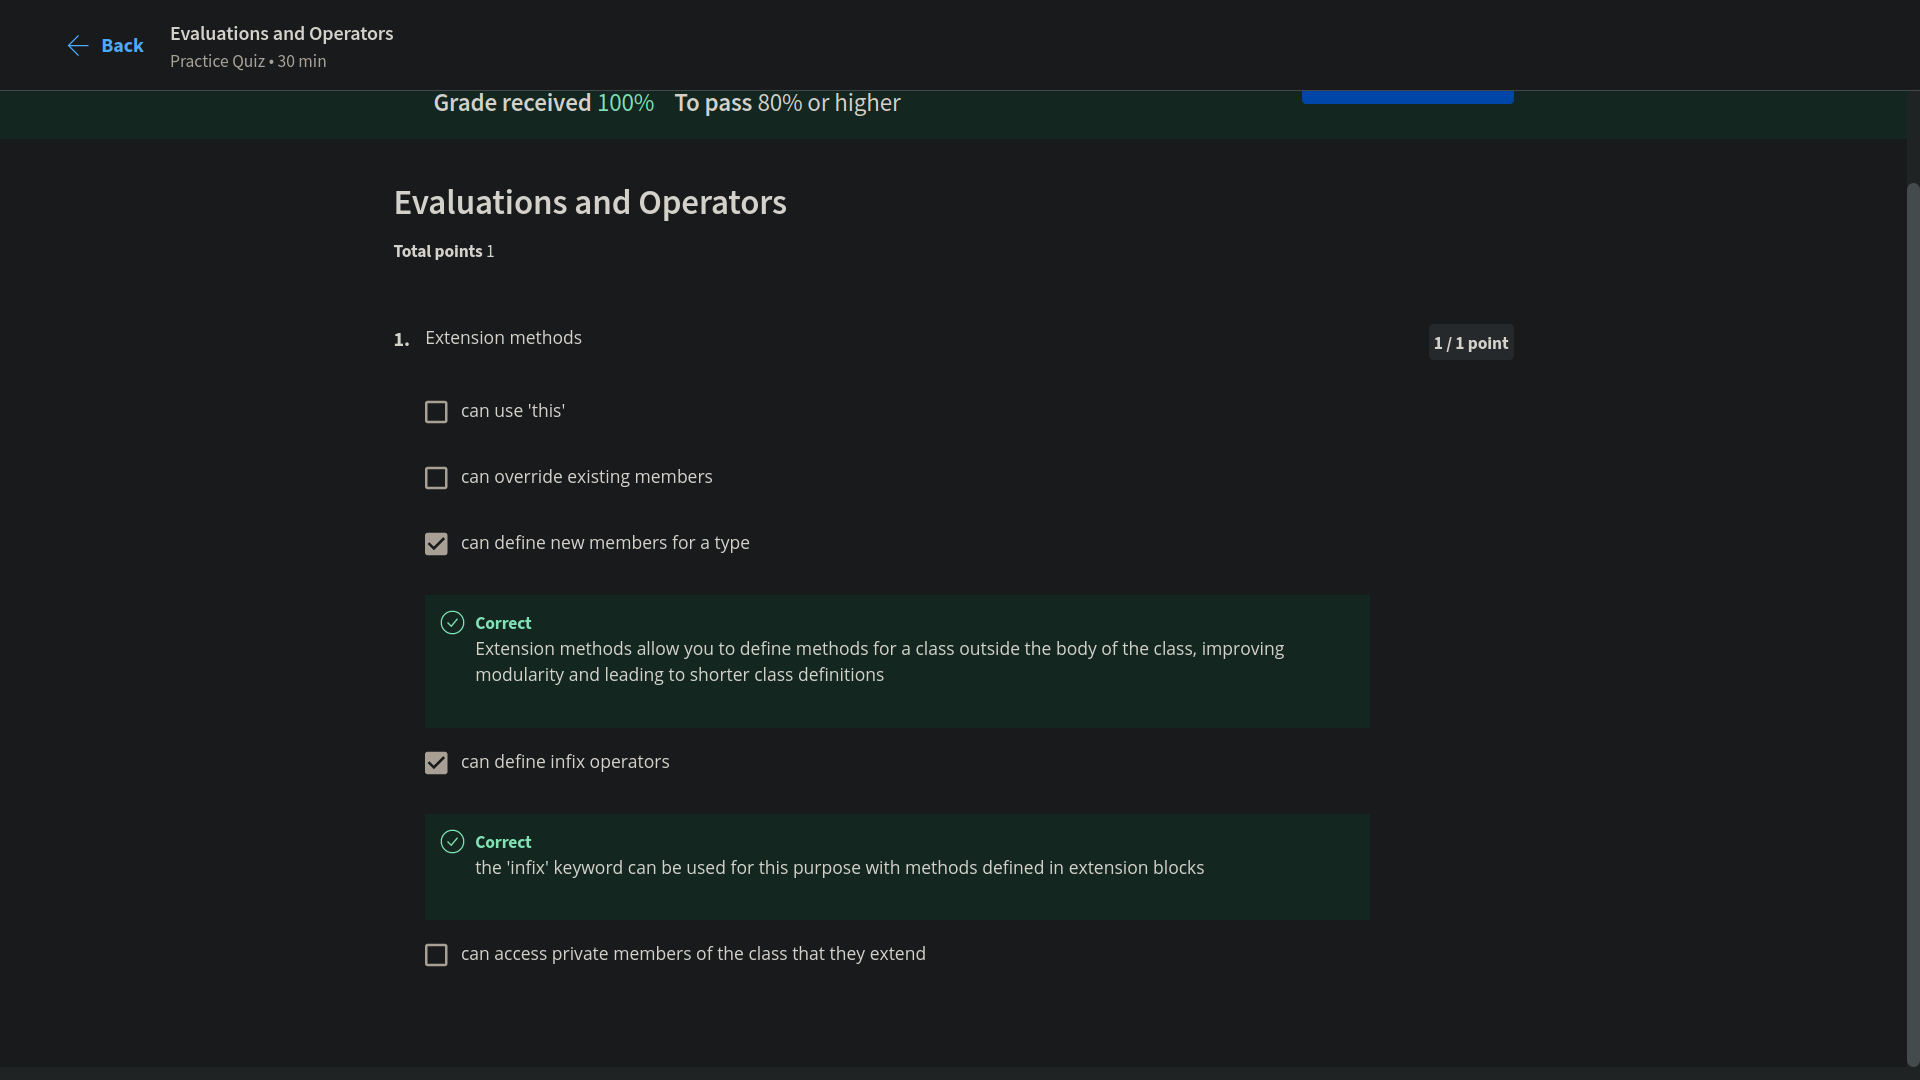 Back
Evaluations and Operators
Practice Quiz • 30 min
Grade received 100% To pass 80% or higher
Evaluations and Operators
Total points 1
1. Extension methods
1 / 1 point
can use 'this'
can override existing members
can define new members for a type
Correct
Extension methods allow you to define methods for a class outside the body of the class, improving
modularity and leading to shorter class definitions
can define infix operators
Correct
the 'infix' keyword can be used for this purpose with methods defined in extension blocks
can access private members of the class that they extend